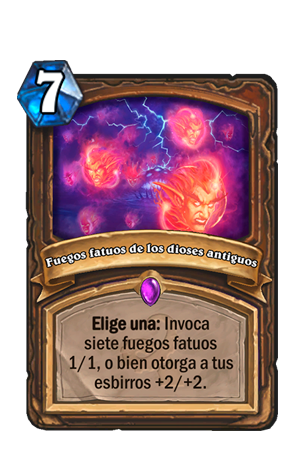 7
Fuegos fatuos de los dioses antiguos
Elige una: Invoca
siete fuegos fatuos
1/1, o bien otorga a tus
esbirros +2/+2.